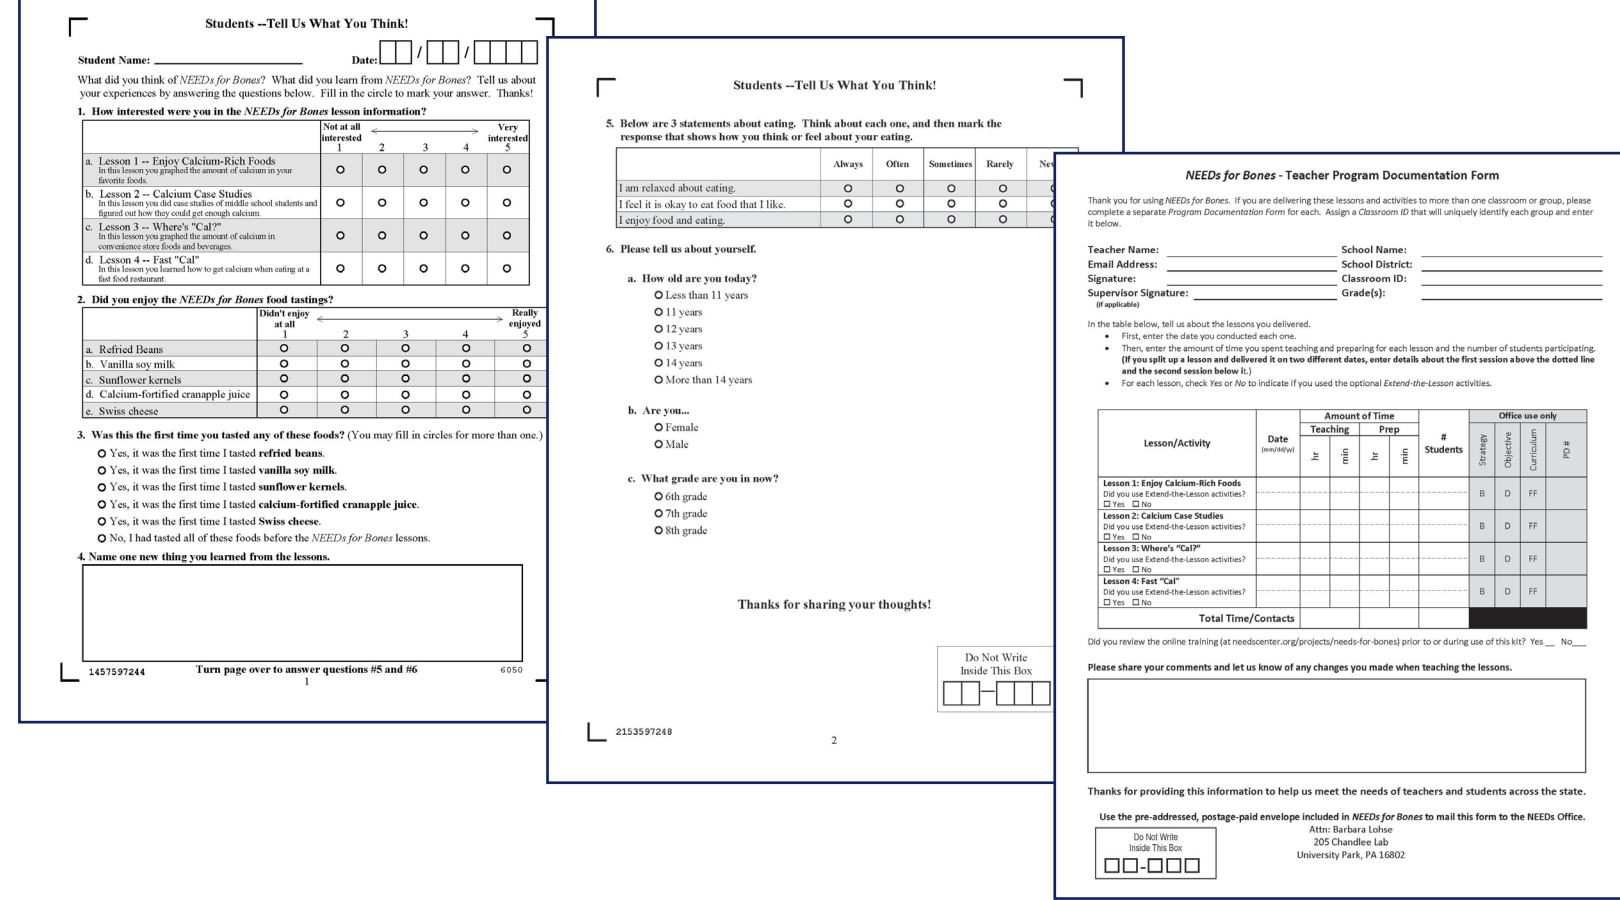 Students --Tell Us What You Think!
Student Name:
Date: / /
What did you think of NEEDs for Bones? What did you learn from NEEDs for Bones? Tell us about
your experiences by answering the questions below. Fill in the circle to mark your answer. Thanks!
1. How interested were you in the NEEDs for Bones lesson information?
Not at all interested Very interested
1 2 3 4 5
a. Lesson 1 -- Enjoy Calcium-Rich Foods
In this lesson you graphed the amount of calcium in your
favorite foods.
b. Lesson 2 -- Calcium Case Studies
In this lesson you did case studies of middle school students and
figured out how they could get enough calcium.
c. Lesson 3 -- Where's "Cal?"
In this lesson you graphed the amount of calcium in
convenience store foods and beverages.
d. Lesson 4 -- Fast "Cal"
In this lesson you learned how to get calcium when eating at a
fast food restaurant.
2. Did you enjoy the NEEDs for Bones food tastings?
Didn't enjoy at all Really enjoyed
1 2 3 4 5
a. Refried Beans
b. Vanilla soy milk
c. Sunflower kernels
d. Calcium-fortified cranapple juice
e. Swiss cheese
3. Was this the first time you tasted any of these foods? (You may fill in circles for more than one.)
Yes, it was the first time I tasted refried beans.
Yes, it was the first time I tasted vanilla soy milk.
Yes, it was the first time I tasted sunflower kernels.
Yes, it was the first time I tasted calcium-fortified cranapple juice.
Yes, it was the first time I tasted Swiss cheese.
No, I had tasted all of these foods before the NEEDs for Bones lessons.
4. Name one new thing you learned from the lessons.
1457597244 Turn page over to answer questions #5 and #6 6050
1
Students --Tell Us What You Think!
5. Below are 3 statements about eating. Think about each one, and then mark the
response that shows how you think or feel about your eating.
Always Often Sometimes Rarely
I am relaxed about eating.
I feel it is okay to eat food that I like.
I enjoy food and eating.
6. Please tell us about yourself.
a. How old are you today?
Less than 11 years
11 years
12 years
13 years
14 years
More than 14 years
b. Are you...
Female
Male
c. What grade are you in now?
6th grade
7th grade
8th grade
Thanks for sharing your thoughts!
Do Not Write
Inside This Box
2153597248
2
NEEDs for Bones - Teacher Program Documentation Form
Thank you for using NEEDs for Bones. If you are delivering these lessons and activities to more than one classroom or group, please
complete a separate Program Documentation Form for each. Assign a Classroom ID that will uniquely identify each group and enter
it below.
Teacher Name: School Name:
Email Address: School District:
Signature: Classroom ID:
Supervisor Signature: Grade(s):
(If applicable)
In the table below, tell us about the lessons you delivered.
• First, enter the date you conducted each one.
• Then, enter the amount of time you spent teaching and preparing for each lesson and the number of students participating.
(If you split up a lesson and delivered it on two different dates, enter details about the first session above the dotted line
and the second session below it.)
• For each lesson, check Yes or No to indicate if you used the optional Extend-the-Lesson activities.
Lesson/Activity Date (mm/dd/yy) Amount of Time # Students Office use only
Teaching Prep
hr min hr min Strategy Objective Curriculum PD #
Lesson 1: Enjoy Calcium-Rich Foods
Did you use Extend-the-Lesson activities? B D FF
☐ Yes ☐ No
Lesson 2: Calcium Case Studies
Did you use Extend-the-Lesson activities? B D FF
☐ Yes ☐ No
Lesson 3: Where's “Cal?”
Did you use Extend-the-Lesson activities? B D FF
☐ Yes ☐ No
Lesson 4: Fast “Cal”
Did you use Extend-the-Lesson activities? B D FF
☐ Yes ☐ No
Total Time/Contacts
Did you review the online training (at needscenter.org/projects/needs-for-bones) prior to or during use of this kit? Yes __ No___
Please share your comments and let us know of any changes you made when teaching the lessons.
Thanks for providing this information to help us meet the needs of teachers and students across the state.
Use the pre-addressed, postage-paid envelope included in NEEDs for Bones to mail this form to the NEEDs Office.
Attn: Barbara Lohse
205 Chandlee Lab
University Park, PA 16802
Do Not Write
Inside This Box